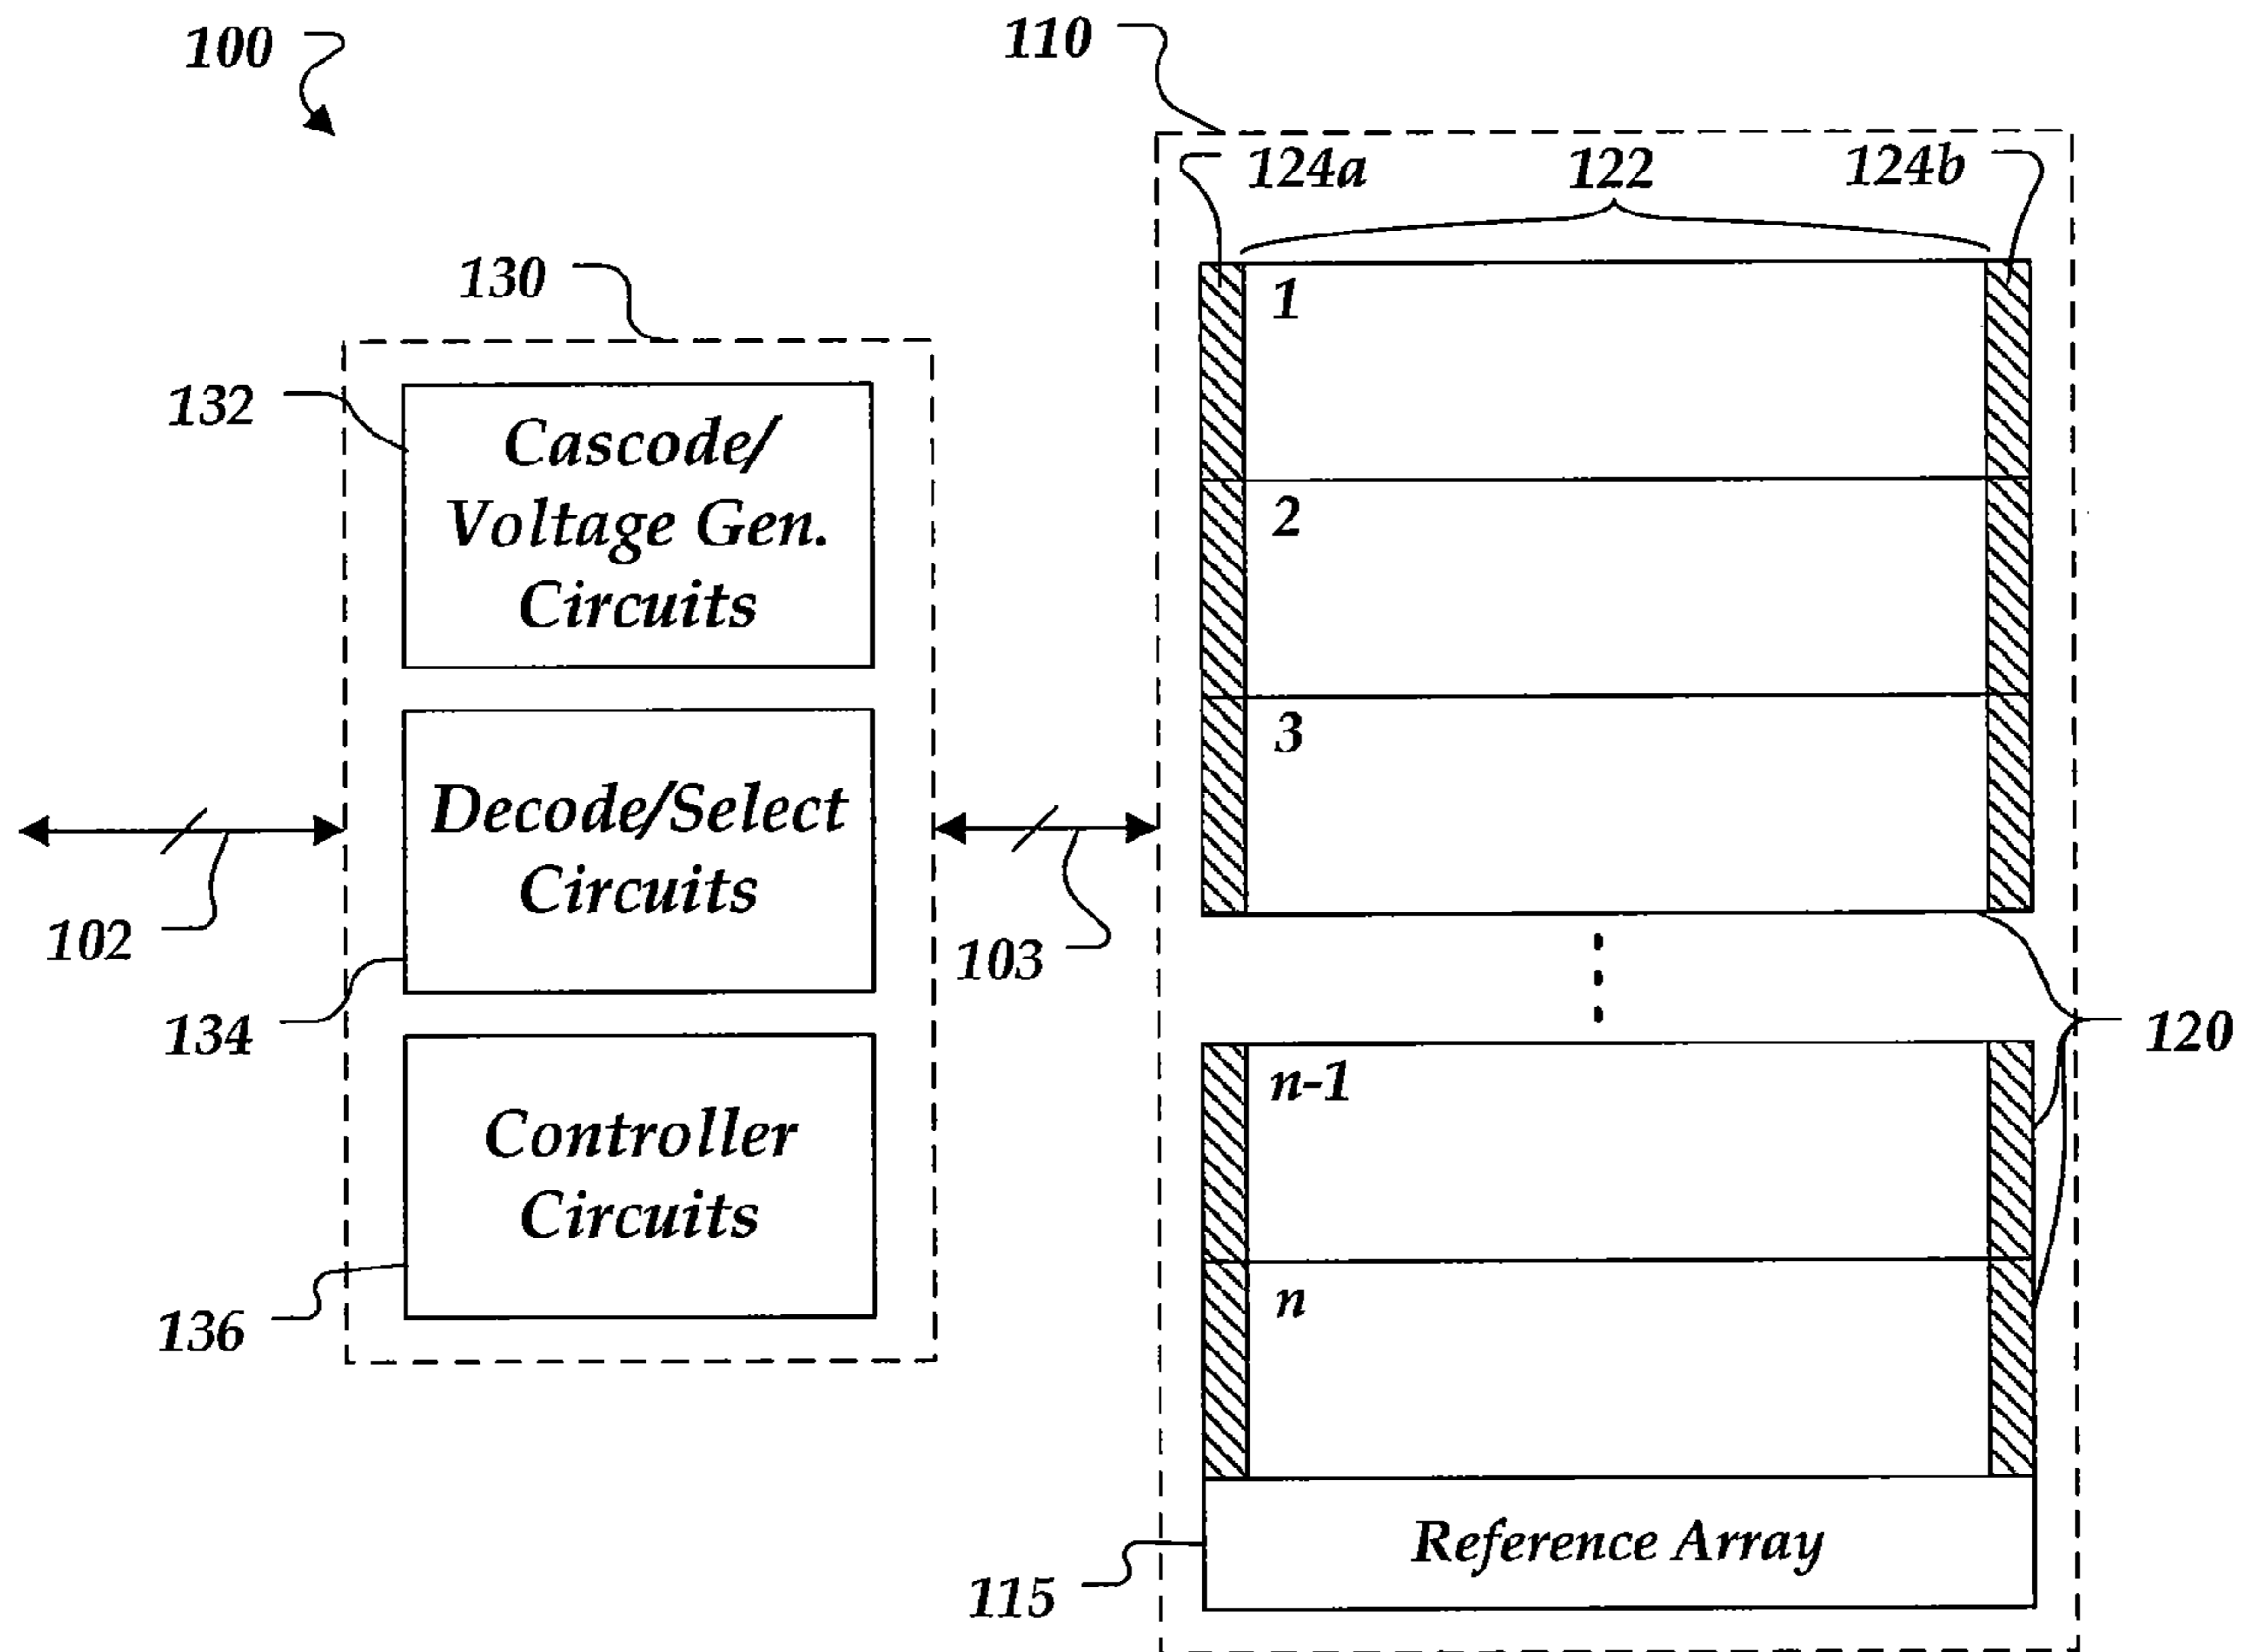 100
110
124a
122
124b
130
1
132
Cascode/
Voltage Gen.
Circuits
2
3
Decode/Select
Circuits
102
103
134
120
n-1
Controller
Circuits
n
136
Reference Array
115